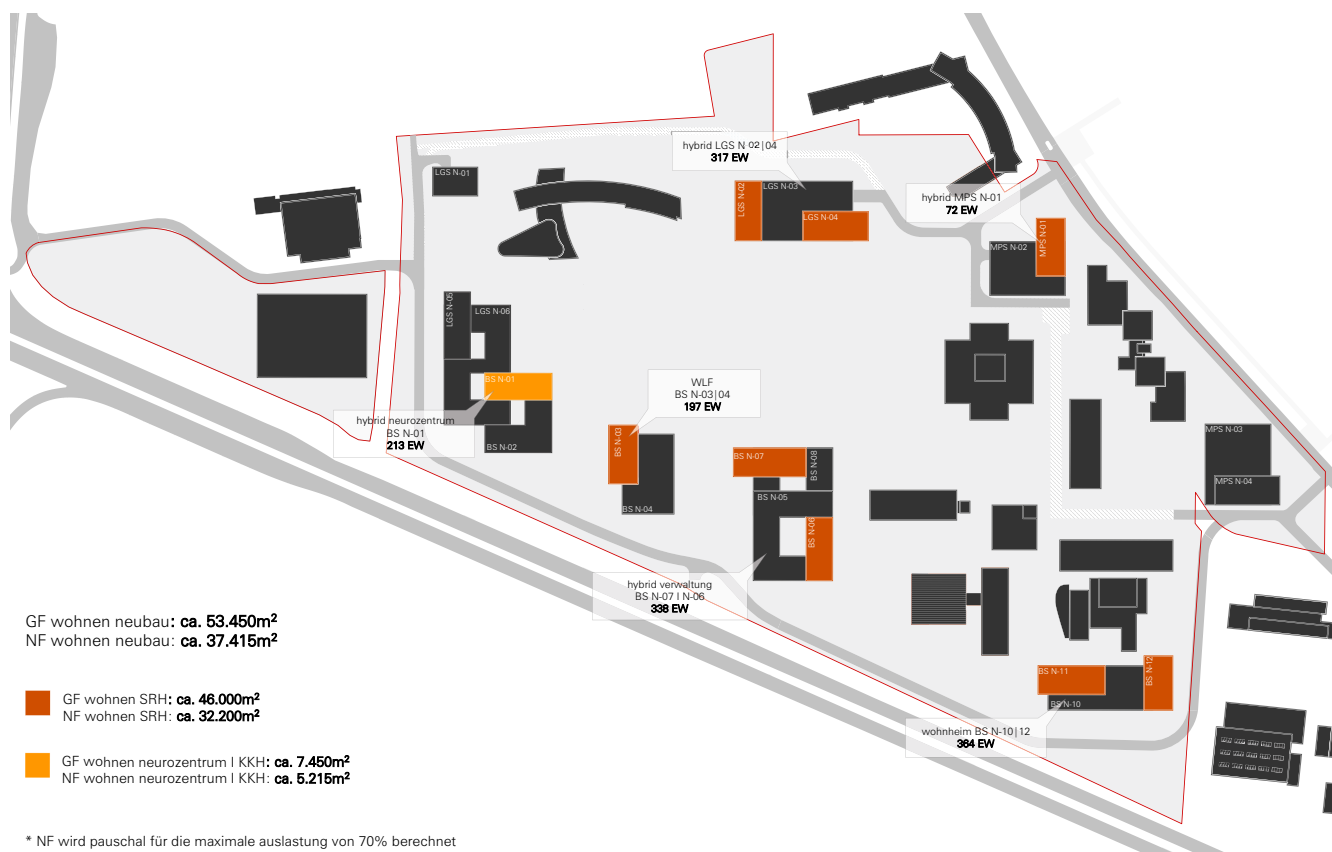 hybrid LGS N 02|04
317 EW
LGS N-01
LGS N-02
LGS N-03
LGS N-04
hybrid MPS N-01
72 EW
MPS N-01
MPS N-02
LGS N-05
LGS N-06
BS N-01
BS N-02
hybrid neurozentrum
BS N-01
213 EW
WLF
BS N-03|04
197 EW
BS N-03
BS N-04
BS N-07
BS N-08
BS N-05
BS N-06
MPS N-03
MPS N-04
hybrid verwaltung
BS N-07 I N-06
338 EW
BS N-11
BS N-12
BS N-10
wohnheim BS N-10|12
364 EW
GF wohnen neubau: ca. 53.450m²
NF wohnen neubau: ca. 37.415m²
GF wohnen SRH: ca. 46.000m²
NF wohnen SRH: ca. 32.200m²
GF wohnen neurozentrum I KKH: ca. 7.450m²
NF wohnen neurozentrum I KKH: ca. 5.215m²
* NF wird pauschal für die maximale auslastung von 70% berechnet